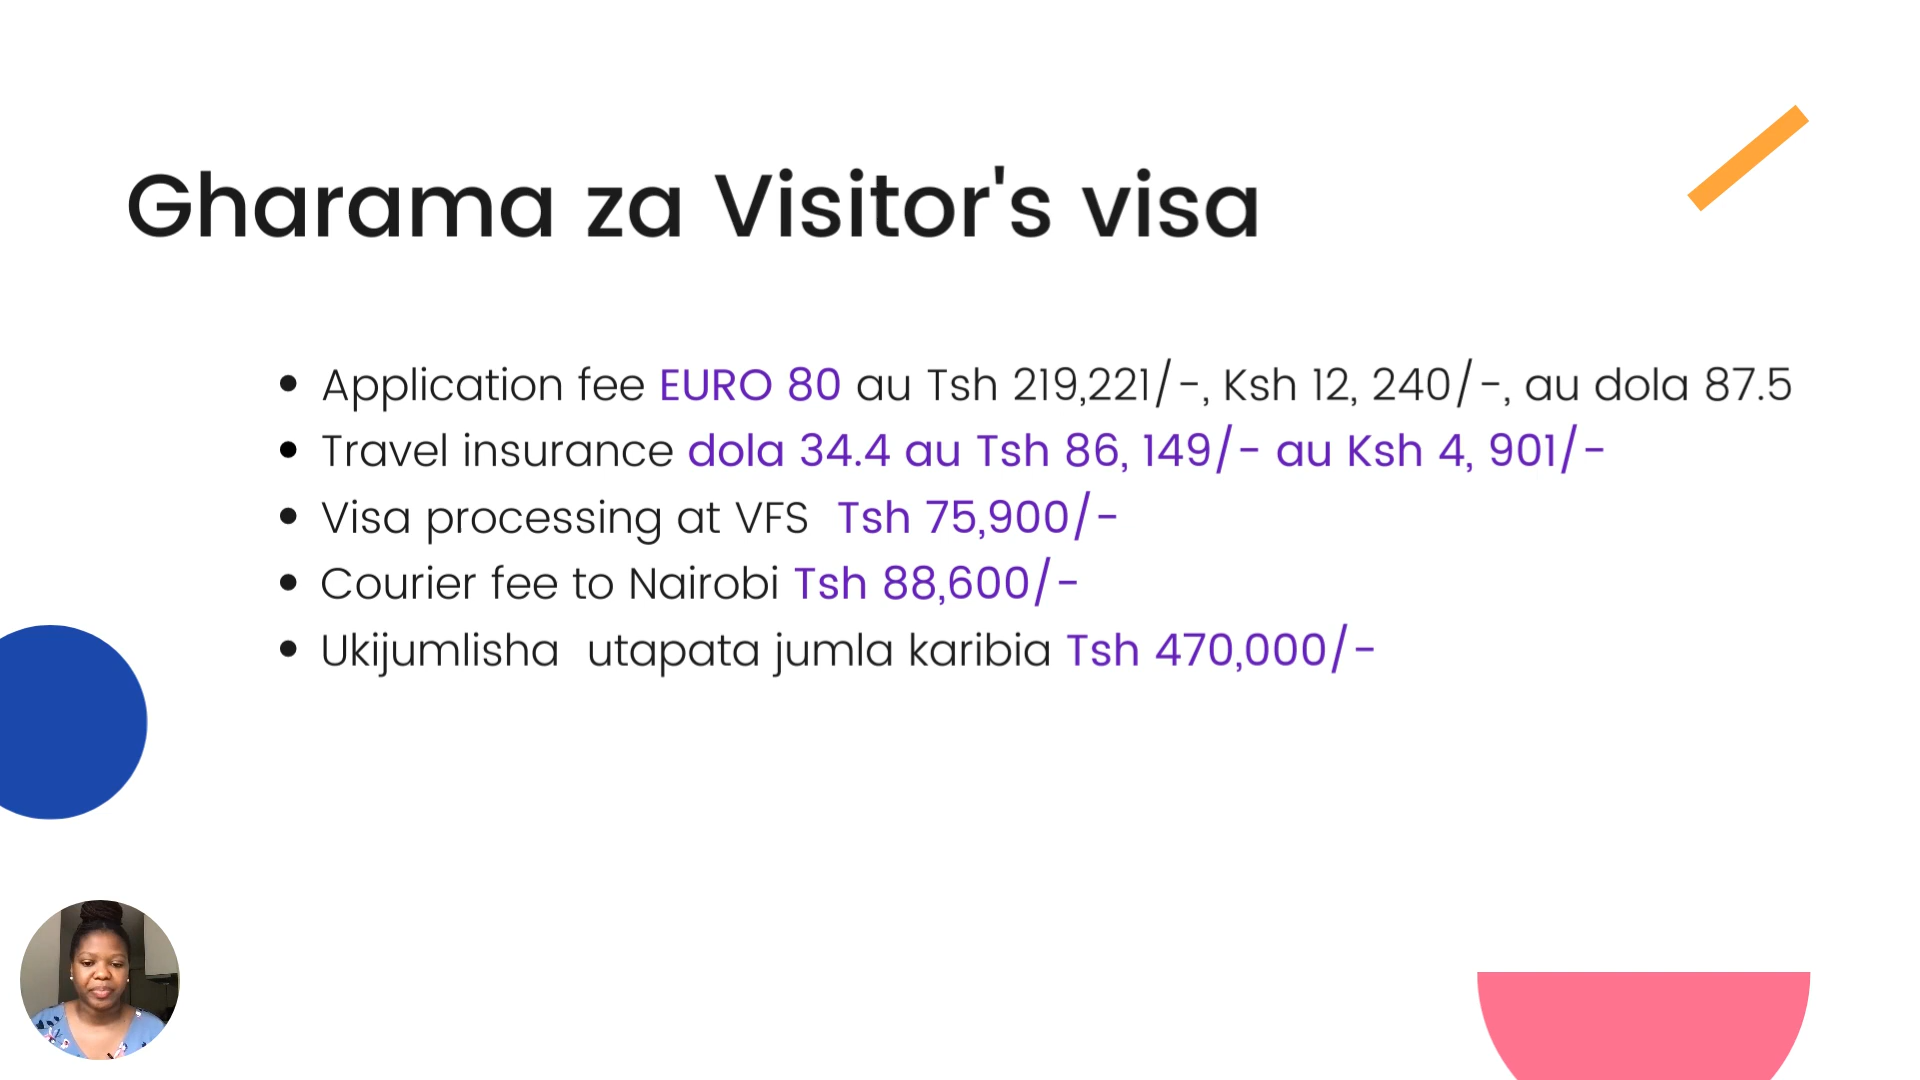 Gharama za Visitor's visa
• Application fee EURO 80 au Tsh 219,221/-, Ksh 12, 240/-, au dola 87.5
• Travel insurance dola 34.4 au Tsh 86, 149/- au Ksh 4, 901/-
• Visa processing at VFS  Tsh 75,900/-
• Courier fee to Nairobi Tsh 88,600/-
• Ukijumlisha  utapata jumla karibia Tsh 470,000/-